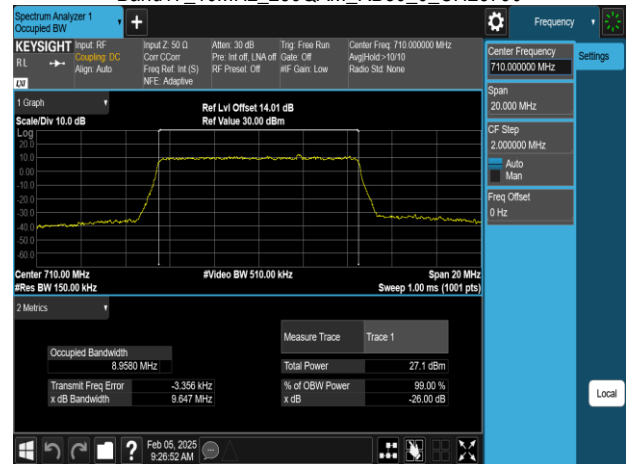 Spectrum Analyzer 1
Occupied BW
Frequency
KEYSIGHT
RL
LXI
Input: RF
Coupling: DC
Align: Auto
Input Z: 50 Ω
Corr CCorr
Freq Ref: Int (S)
NFE: Adaptive
Atten: 30 dB
Pre: Int off, LNA off
RF Preset: Off
Trig: Free Run
Gate: Off
#IF Gain: Low
Center Freq: 710.000000 MHz
Avg|Hold:>10/10
Radio Std: None
Center Frequency
710.000000 MHz
Settings
Span
20.000 MHz
CF Step
2.000000 MHz
Auto
Man
Freq Offset
0 Hz
Local
1 Graph
Scale/Div 10.0 dB
Ref Lvl Offset 14.01 dB
Ref Value 30.00 dBm
Log
20.0
10.0
0.00
-10.0
-20.0
-30.0
-40.0
-50.0
-60.0
Center 710.00 MHz
#Video BW 510.00 kHz
Span 20 MHz
#Res BW 150.00 kHz
Sweep 1.00 ms (1001 pts)
2 Metrics
Measure Trace
Trace 1
Occupied Bandwidth
8.9580 MHz
Total Power
27.1 dBm
Transmit Freq Error
-3.356 kHz
% of OBW Power
99.00 %
x dB Bandwidth
9.647 MHz
x dB
-26.00 dB
Feb 05, 2025
9:26:52 AM